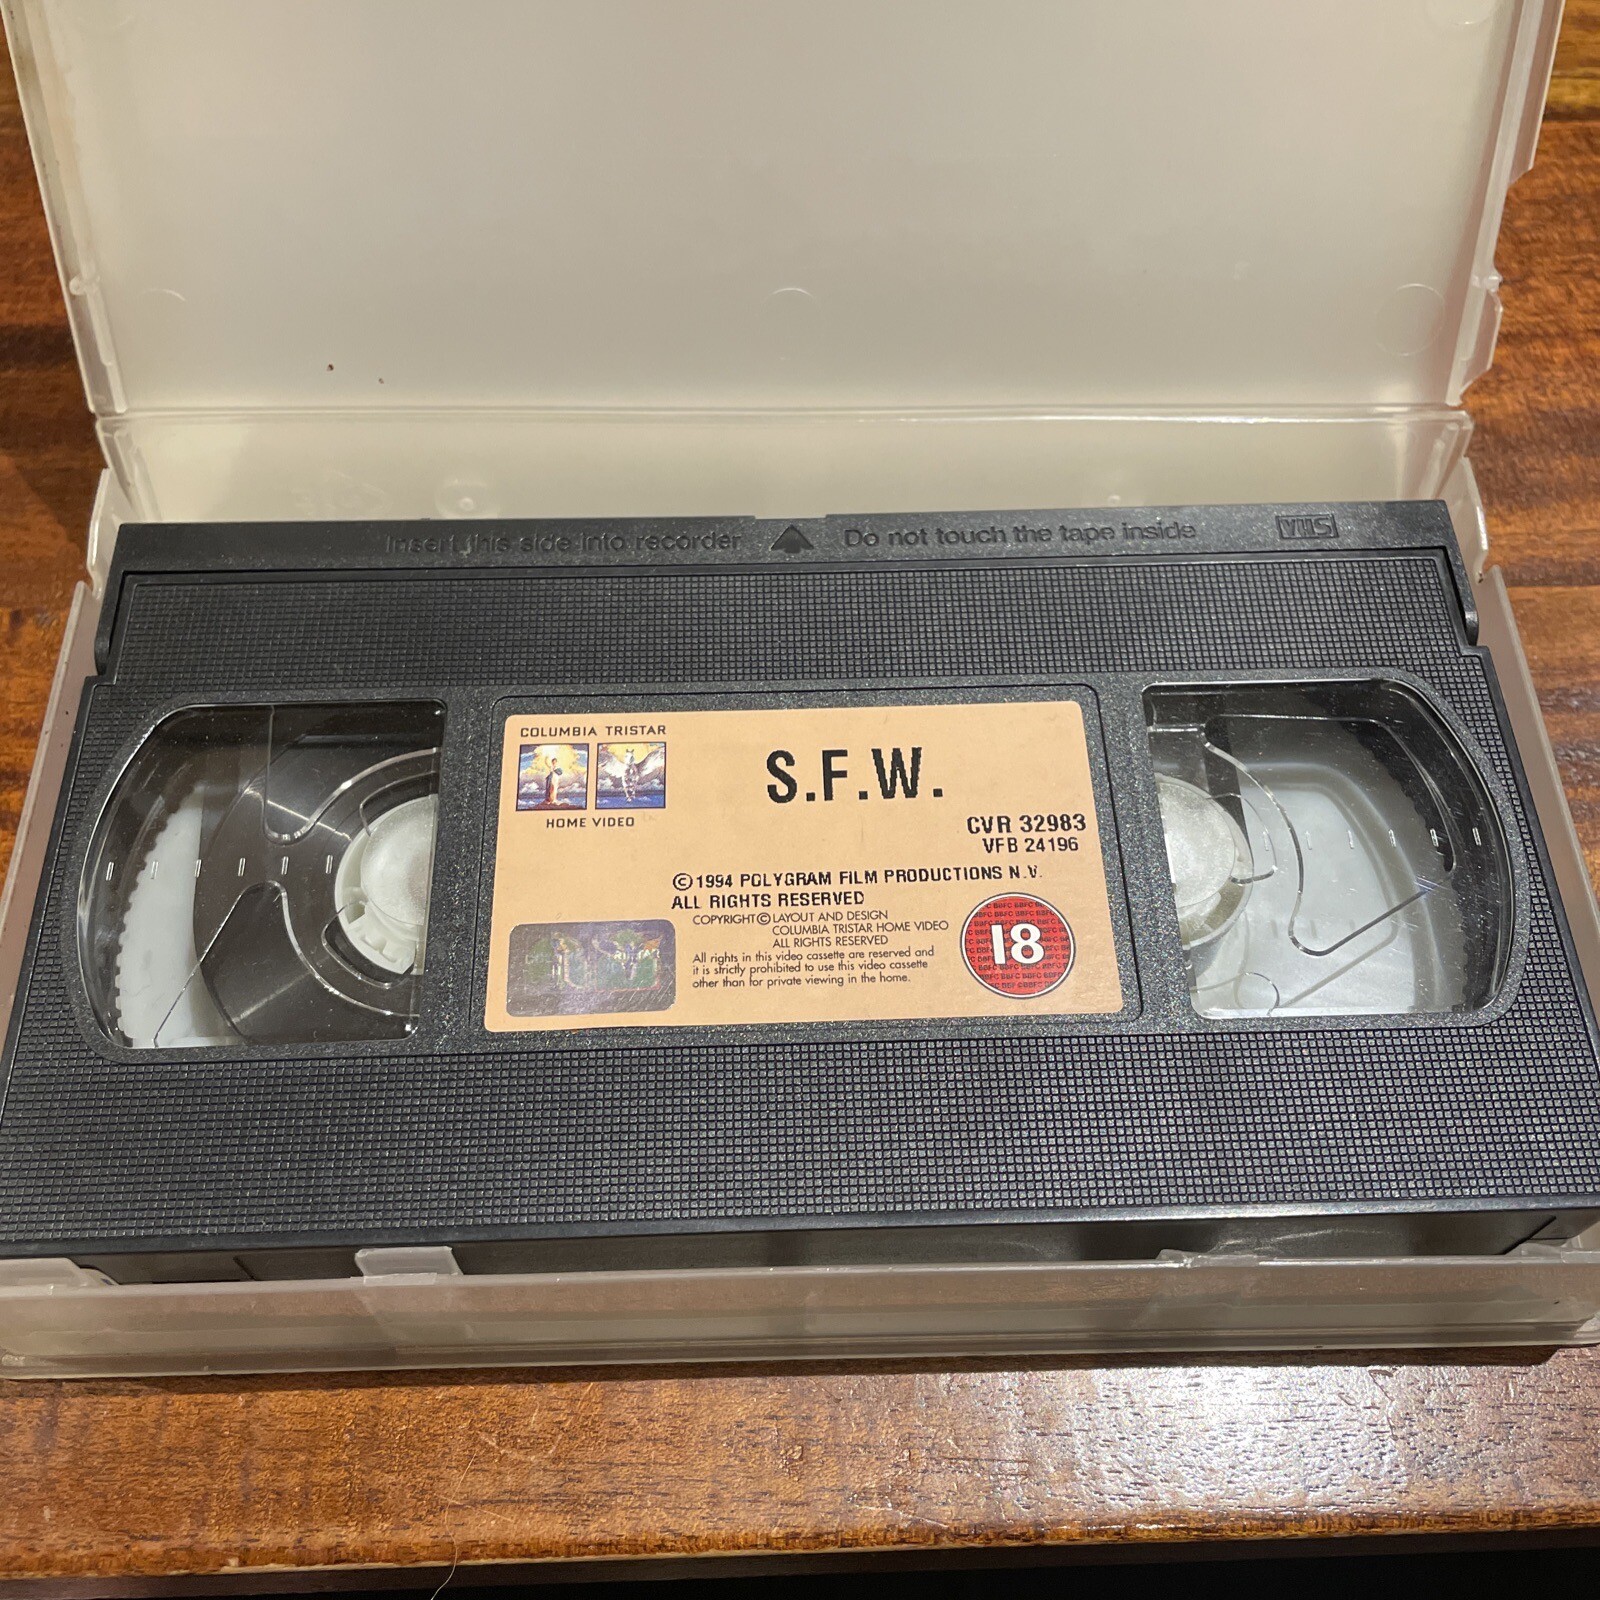 Insert this side into recorder Do not touch the tape inside VHS
COLUMBIA TRISTAR
HOME VIDEO
S.F.W.
CVR 32983
VFB 24196
©1994 POLYGRAM FILM PRODUCTIONS N.V.
ALL RIGHTS RESERVED
COPYRIGHT© LAYOUT AND DESIGN
COLUMBIA TRISTAR HOME VIDEO
ALL RIGHTS RESERVED
All rights in this video cassette are reserved and
it is strictly prohibited to use this video cassette
other than for private viewing in the home.
18